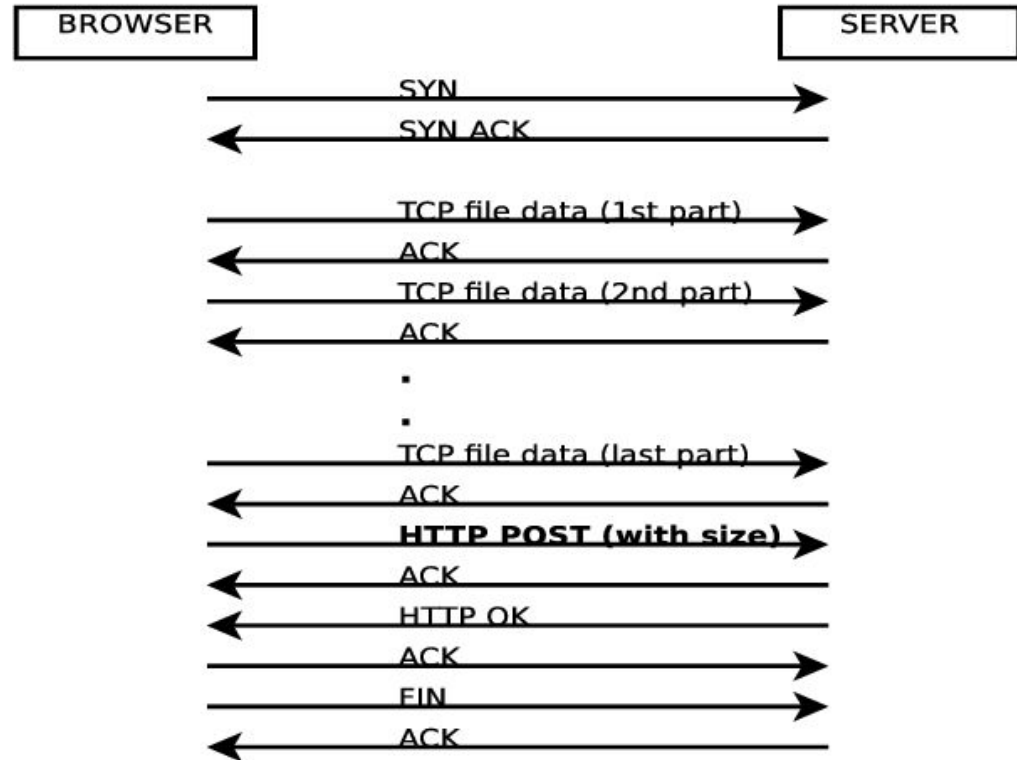 BROWSER
SERVER
SYN
SYN ACK
TCP file data (1st part)
ACK
TCP file data (2nd part)
ACK
.
.
TCP file data (last part)
ACK
HTTP POST (with size)
ACK
HTTP OK
ACK
FIN
ACK